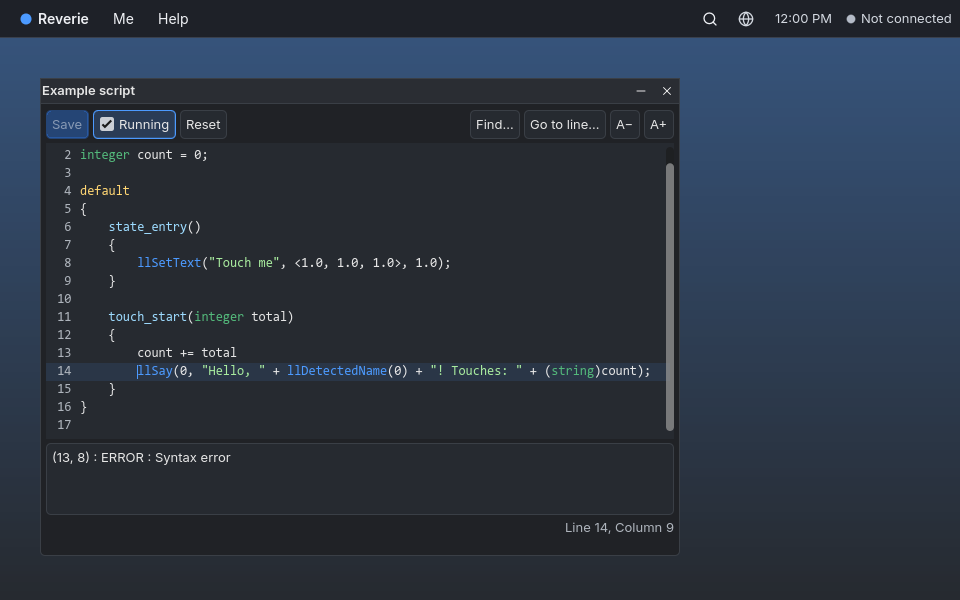 Reverie Me Help 12:00 PM Not connected
Example script
Save Running Reset Find... Go to line... A− A+
2 integer count = 0;
3
4 default
5 {
6     state_entry()
7     {
8         llSetText("Touch me", <1.0, 1.0, 1.0>, 1.0);
9     }
10
11     touch_start(integer total)
12     {
13         count += total
14         llSay(0, "Hello, " + llDetectedName(0) + "! Touches: " + (string)count);
15     }
16 }
17
(13, 8) : ERROR : Syntax error
Line 14, Column 9